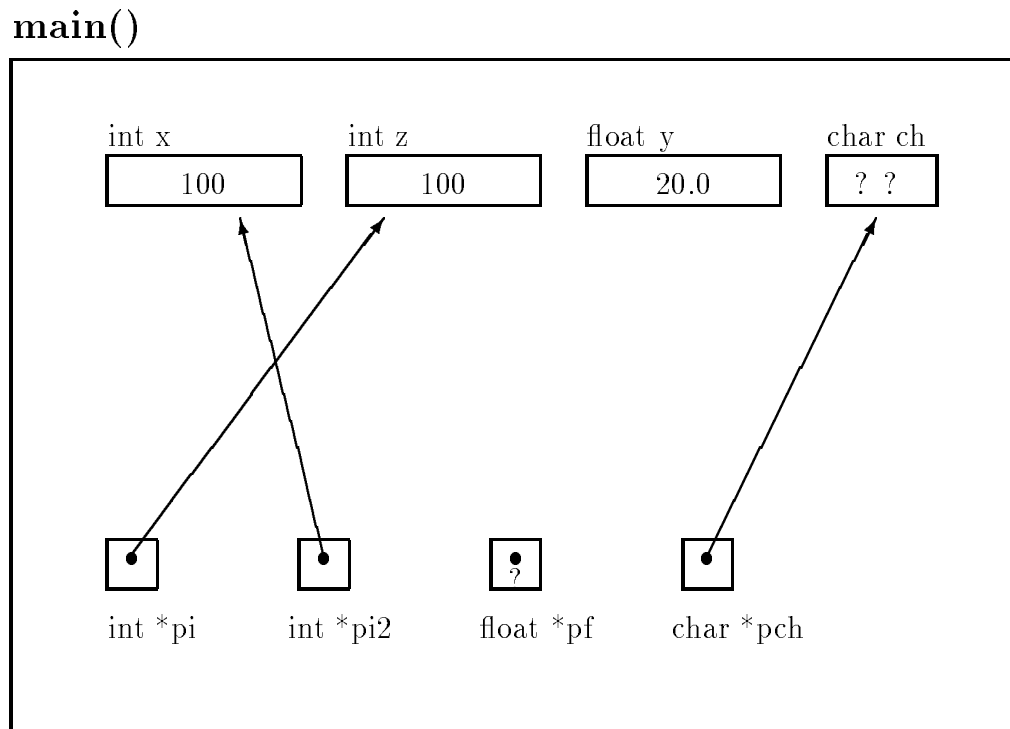 main()
int x int z float y char ch
100 100 20.0 ? ?
?
int *pi int *pi2 float *pf char *pch